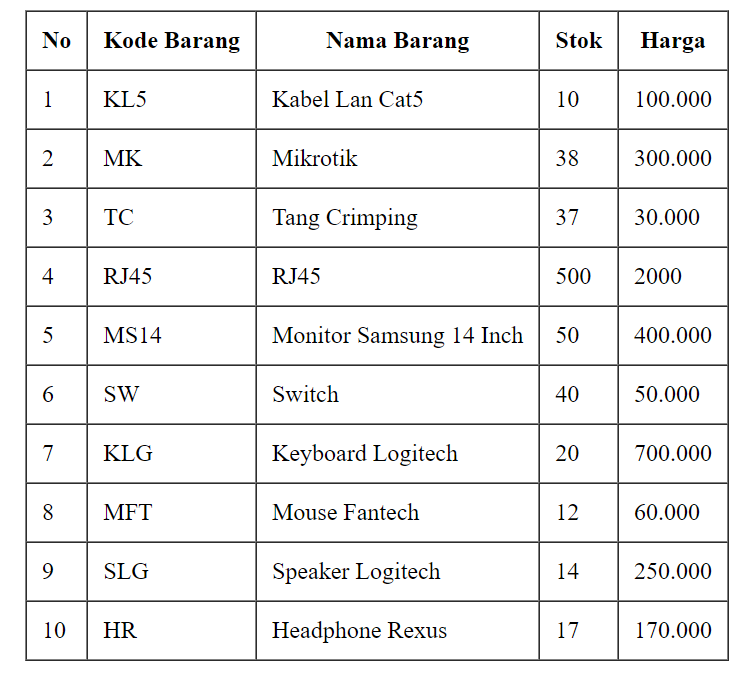 No Kode Barang Nama Barang Stok Harga
1 KL5 Kabel Lan Cat5 10 100.000
2 MK Mikrotik 38 300.000
3 TC Tang Crimping 37 30.000
4 RJ45 RJ45 500 2000
5 MS14 Monitor Samsung 14 Inch 50 400.000
6 SW Switch 40 50.000
7 KLG Keyboard Logitech 20 700.000
8 MFT Mouse Fantech 12 60.000
9 SLG Speaker Logitech 14 250.000
10 HR Headphone Rexus 17 170.000